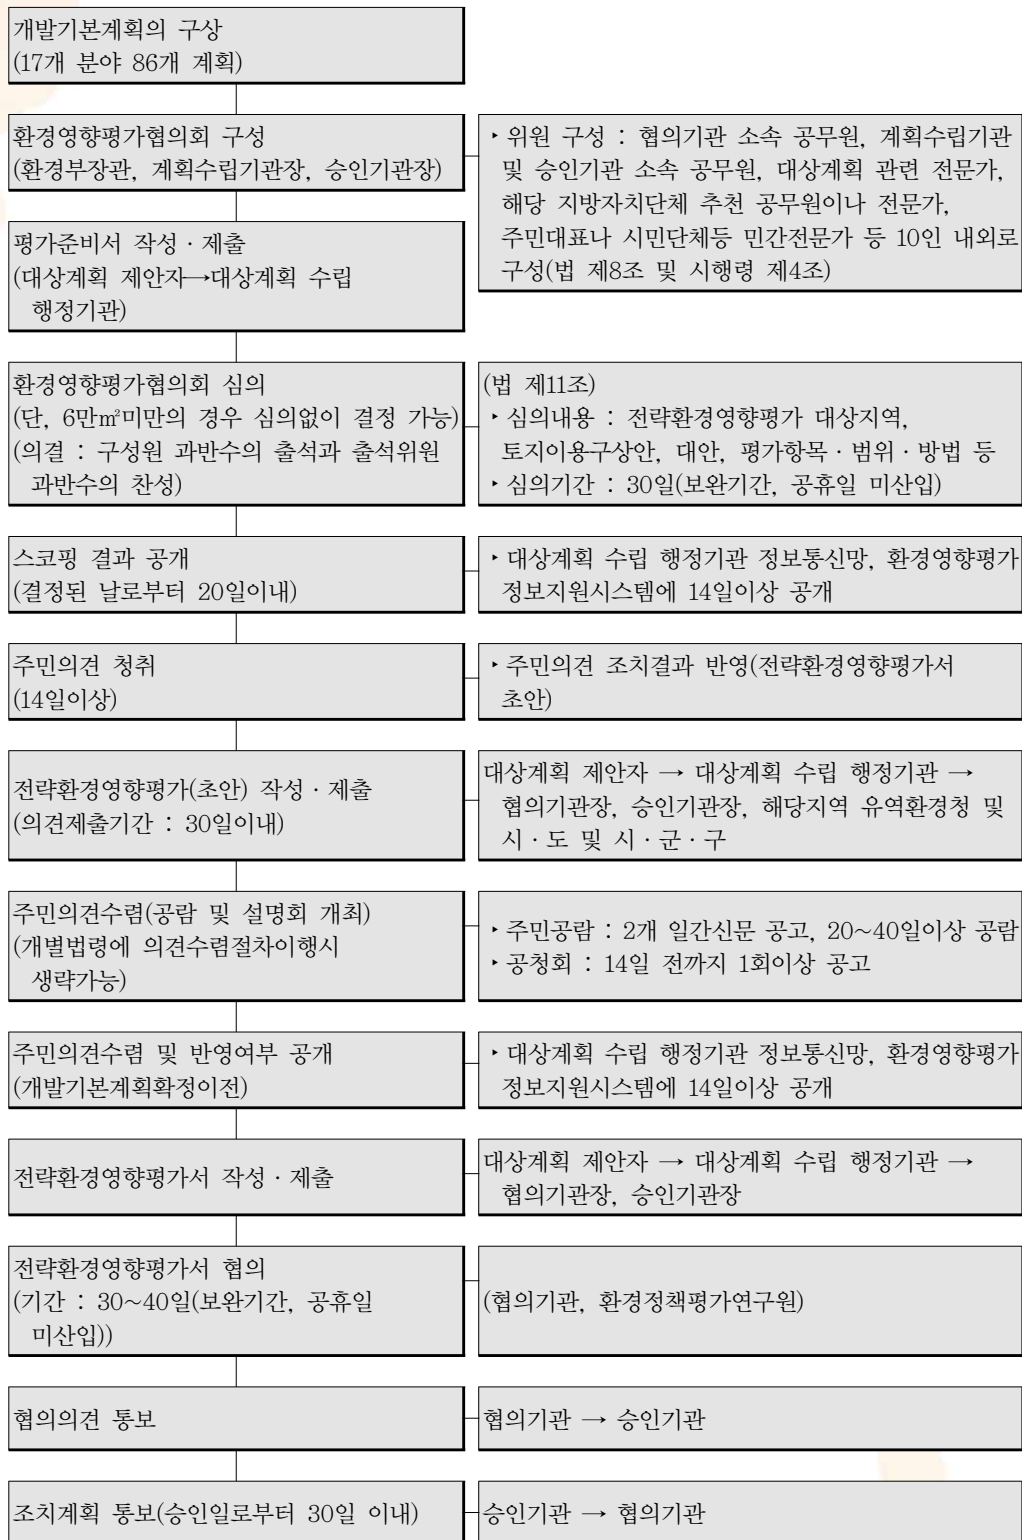 개발기본계획의 구상
(17개 분야 86개 계획)
환경영향평가협의회 구성
(환경부장관, 계획수립기관장, 승인기관장)
‣ 위원 구성 : 협의기관 소속 공무원, 계획수립기관
및 승인기관 소속 공무원, 대상계획 관련 전문가,
해당 지방자치단체 추천 공무원이나 전문가,
주민대표나 시민단체등 민간전문가 등 10인 내외로
구성(법 제8조 및 시행령 제4조)
평가준비서 작성 · 제출
(대상계획 제안자→대상계획 수립
행정기관)
환경영향평가협의회 심의
(단, 6만㎡미만의 경우 심의없이 결정 가능)
(의결 : 구성원 과반수의 출석과 출석위원
과반수의 찬성)
(법 제11조)
‣ 심의내용 : 전략환경영향평가 대상지역,
토지이용구상안, 대안, 평가항목 · 범위 · 방법 등
‣ 심의기간 : 30일(보완기간, 공휴일 미산입)
스코핑 결과 공개
(결정된 날로부터 20일이내)
‣ 대상계획 수립 행정기관 정보통신망, 환경영향평가
정보지원시스템에 14일이상 공개
주민의견 청취
(14일이상)
‣ 주민의견 조치결과 반영(전략환경영향평가서
초안)
전략환경영향평가(초안) 작성 · 제출
(의견제출기간 : 30일이내)
대상계획 제안자 → 대상계획 수립 행정기관 →
협의기관장, 승인기관장, 해당지역 유역환경청 및
시 · 도 및 시 · 군 · 구
주민의견수렴(공람 및 설명회 개최)
(개별법령에 의견수렴절차이행시
생략가능)
‣ 주민공람 : 2개 일간신문 공고, 20~40일이상 공람
‣ 공청회 : 14일 전까지 1회이상 공고
주민의견수렴 및 반영여부 공개
(개발기본계획확정이전)
‣ 대상계획 수립 행정기관 정보통신망, 환경영향평가
정보지원시스템에 14일이상 공개
전략환경영향평가서 작성 · 제출
대상계획 제안자 → 대상계획 수립 행정기관 →
협의기관장, 승인기관장
전략환경영향평가서 협의
(기간 : 30~40일(보완기간, 공휴일
미산입))
(협의기관, 환경정책평가연구원)
협의의견 통보
협의기관 → 승인기관
조치계획 통보(승인일로부터 30일 이내)
승인기관 → 협의기관